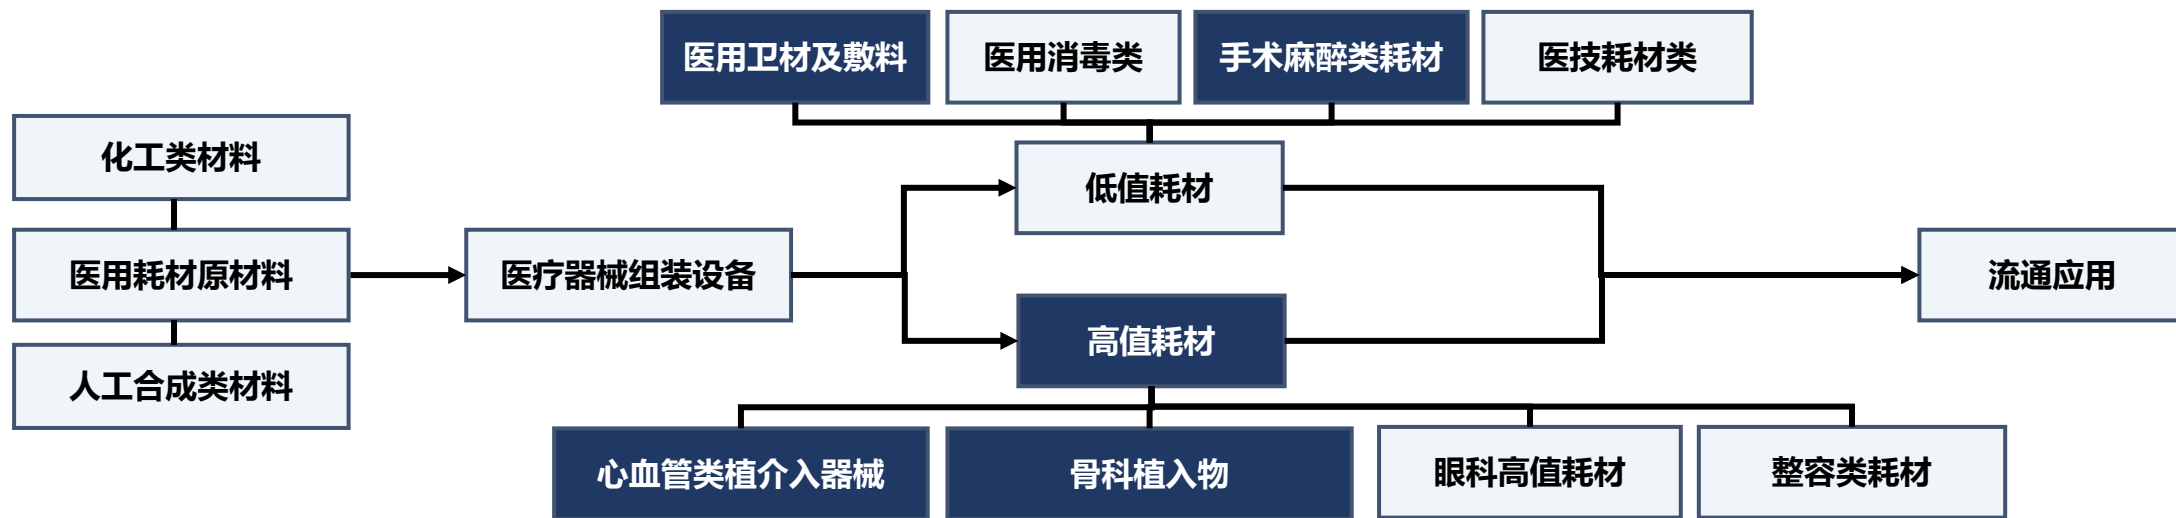 医用卫材及敷料
医用消毒类
手术麻醉类耗材
医技耗材类
化工类材料
低值耗材
医用耗材原材料
医疗器械组装设备
流通应用
高值耗材
人工合成类材料
心血管类植介入器械
骨科植入物
眼科高值耗材
整容类耗材